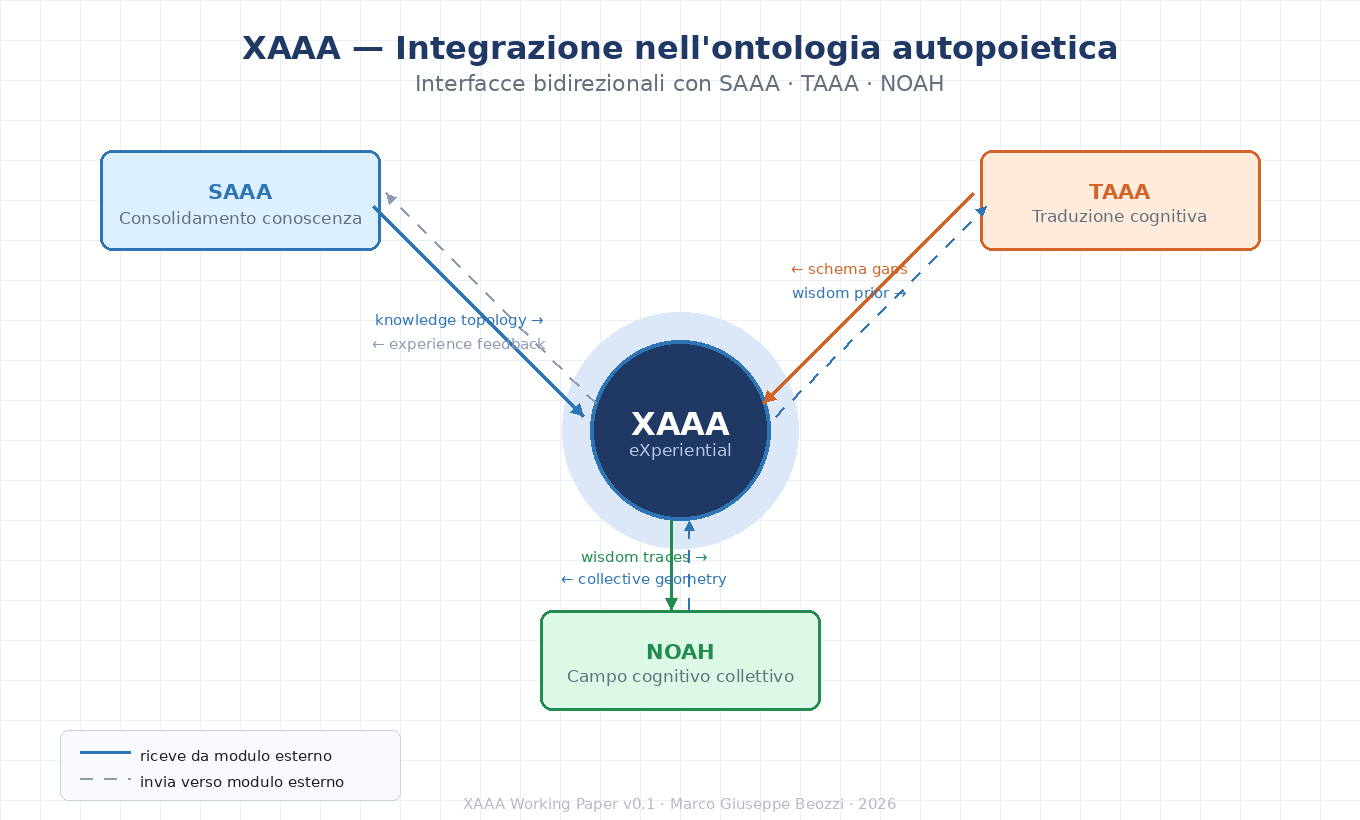 XAAA — Integrazione nell'ontologia autopoietica
Interfacce bidirezionali con SAAA · TAAA · NOAH
SAAA
Consolidamento conoscenza
TAAA
Traduzione cognitiva
← schema gaps
wisdom prior →
knowledge topology →
← experience feedback
XAAA
eXperiential
wisdom traces →
← collective geometry
NOAH
Campo cognitivo collettivo
riceve da modulo esterno
invia verso modulo esterno
XAAA Working Paper v0.1 · Marco Giuseppe Beozzi · 2026